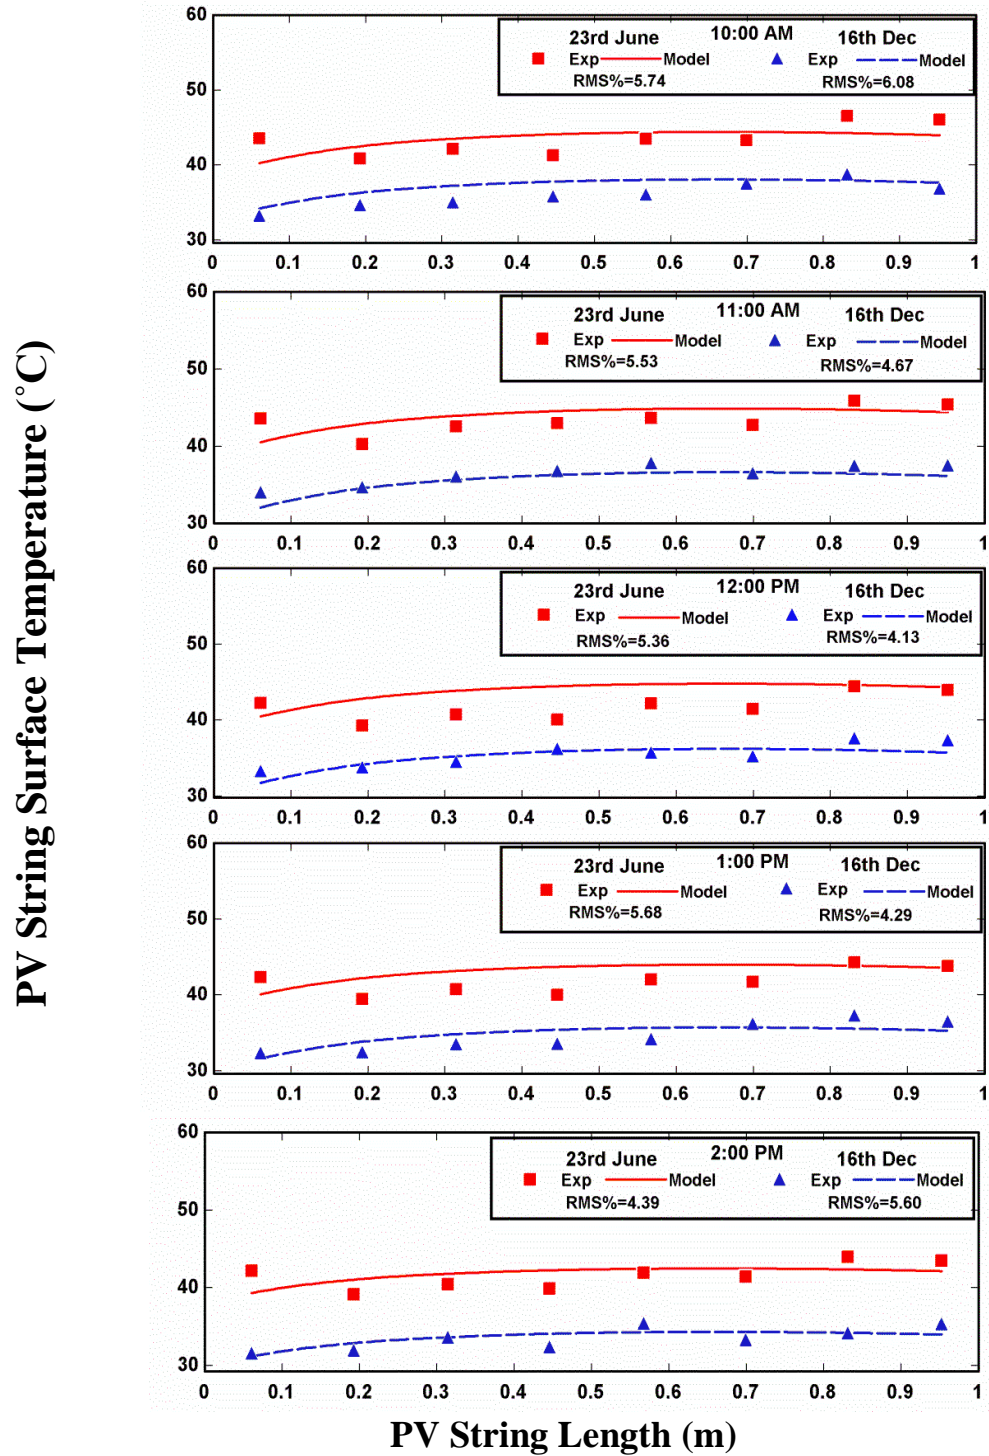 PV String Surface Temperature (˚C)
60
50
40
30
23rd June 10:00 AM 16th Dec
Exp Model Exp Model
RMS%=5.74 RMS%=6.08
0 0.1 0.2 0.3 0.4 0.5 0.6 0.7 0.8 0.9 1
60
50
40
30
23rd June 11:00 AM 16th Dec
Exp Model Exp Model
RMS%=5.53 RMS%=4.67
0 0.1 0.2 0.3 0.4 0.5 0.6 0.7 0.8 0.9 1
60
50
40
30
23rd June 12:00 PM 16th Dec
Exp Model Exp Model
RMS%=5.36 RMS%=4.13
0 0.1 0.2 0.3 0.4 0.5 0.6 0.7 0.8 0.9 1
60
50
40
30
23rd June 1:00 PM 16th Dec
Exp Model Exp Model
RMS%=5.68 RMS%=4.29
0 0.1 0.2 0.3 0.4 0.5 0.6 0.7 0.8 0.9 1
60
50
40
30
23rd June 2:00 PM 16th Dec
Exp Model Exp Model
RMS%=4.39 RMS%=5.60
0 0.1 0.2 0.3 0.4 0.5 0.6 0.7 0.8 0.9 1
PV String Length (m)